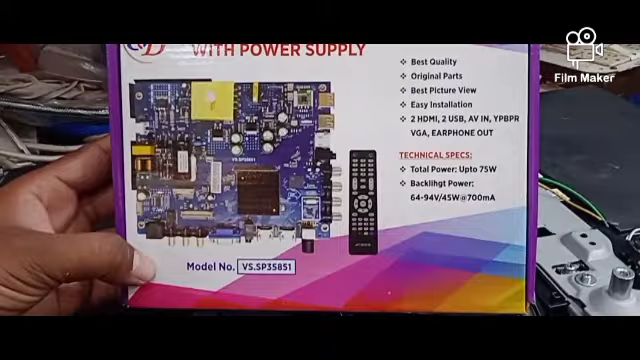 WITH POWER SUPPLY
❖ Best Quality
❖ Original Parts
❖ Best Picture View
❖ Easy Installation
❖ 2 HDMI, 2 USB, AV IN, YPBPR
VGA, EARPHONE OUT
TECHNICAL SPECS:
❖ Total Power: Upto 75W
❖ Backlihgt Power:
64-94V/45W@700mA
VS.SP35851
Model No. VS.SP35851
Film Maker